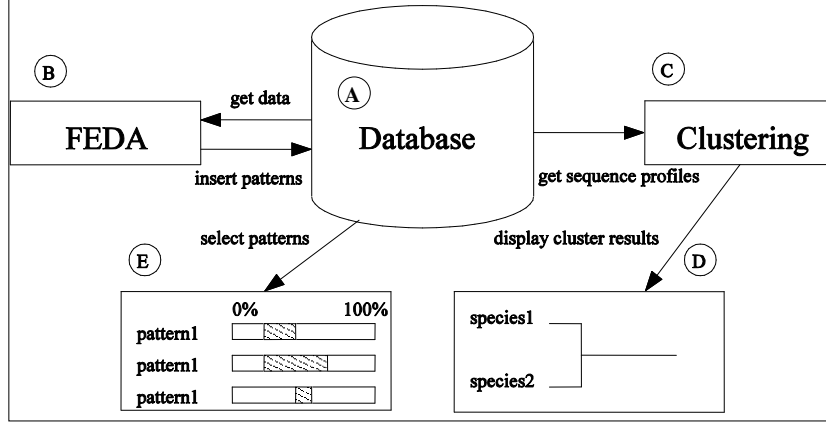 B
get data
A
C
FEDA
Database
Clustering
insert patterns
get sequence profiles
select patterns
display cluster results
E
D
0% 100%
pattern1
pattern1
pattern1
species1
species2